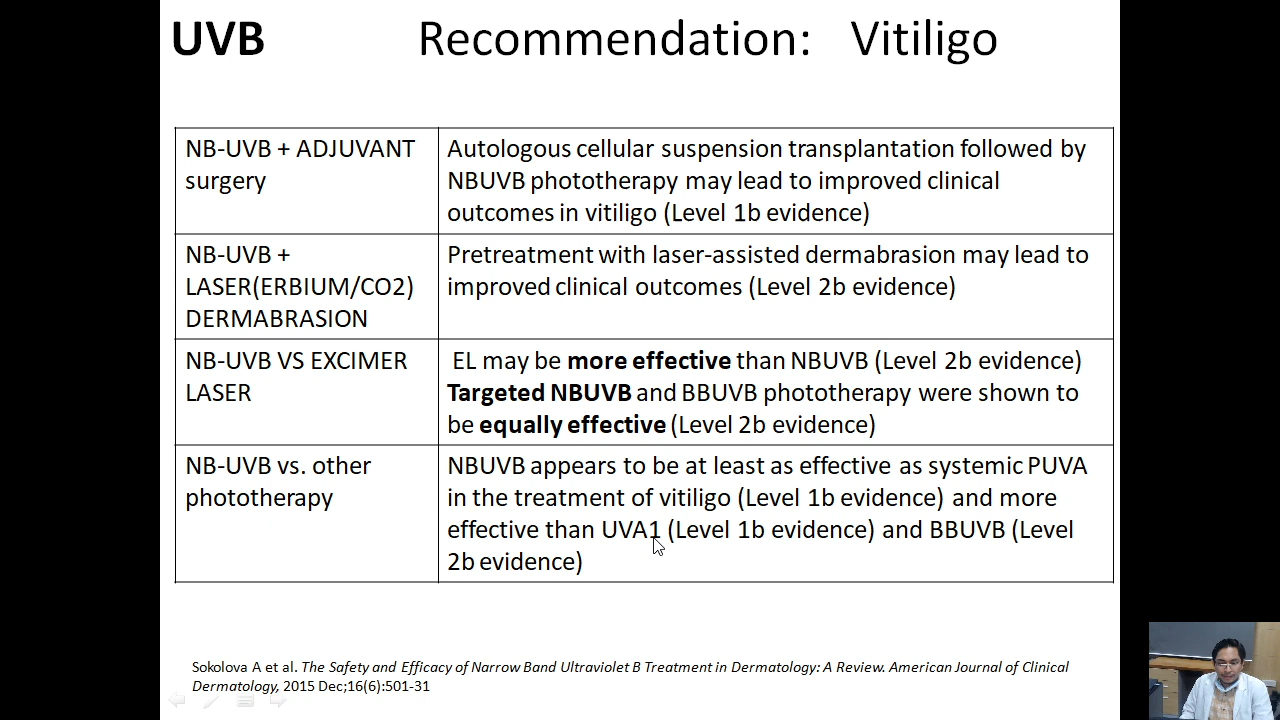 UVB Recommendation: Vitiligo
NB-UVB + ADJUVANT
surgery
Autologous cellular suspension transplantation followed by
NBUVB phototherapy may lead to improved clinical
outcomes in vitiligo (Level 1b evidence)
NB-UVB +
LASER(ERBIUM/CO2)
DERMABRASION
Pretreatment with laser-assisted dermabrasion may lead to
improved clinical outcomes (Level 2b evidence)
NB-UVB VS EXCIMER
LASER
EL may be more effective than NBUVB (Level 2b evidence)
Targeted NBUVB and BBUVB phototherapy were shown to
be equally effective (Level 2b evidence)
NB-UVB vs. other
phototherapy
NBUVB appears to be at least as effective as systemic PUVA
in the treatment of vitiligo (Level 1b evidence) and more
effective than UVA1 (Level 1b evidence) and BBUVB (Level
2b evidence)
Sokolova A et al. The Safety and Efficacy of Narrow Band Ultraviolet B Treatment in Dermatology: A Review. American Journal of Clinical
Dermatology, 2015 Dec;16(6):501-31